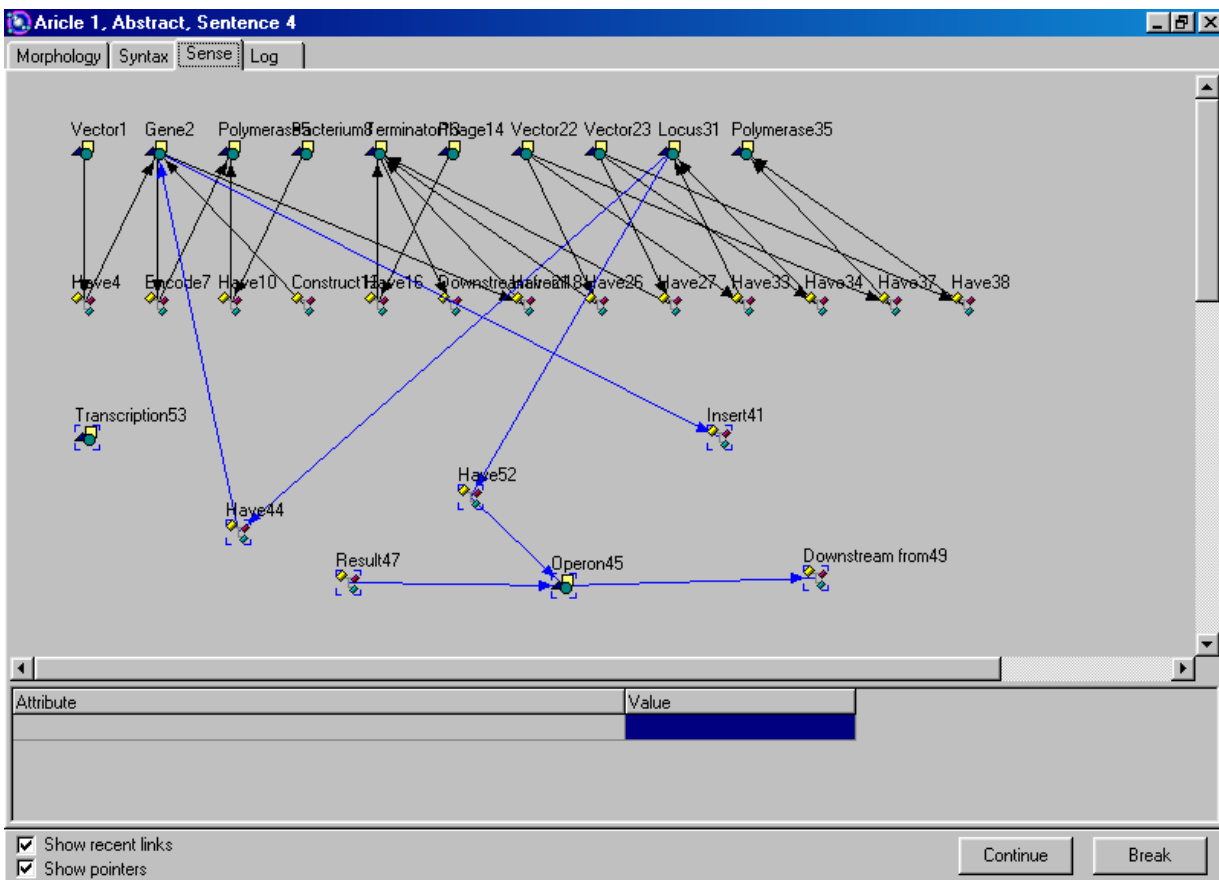 Aricle 1, Abstract, Sentence 4
Morphology Syntax Sense Log
Vector1 Gene2 Vector22 Vector23 Locus31 Polymerase35
Have4 Encode7 Have10 Have26 Have27 Have33 Have34 Have37 Have38
Transcription53
Insert41
Have52
Have44
Result47 Operon45 Downstream from49
Attribute Value
Show recent links
Show pointers
Continue Break